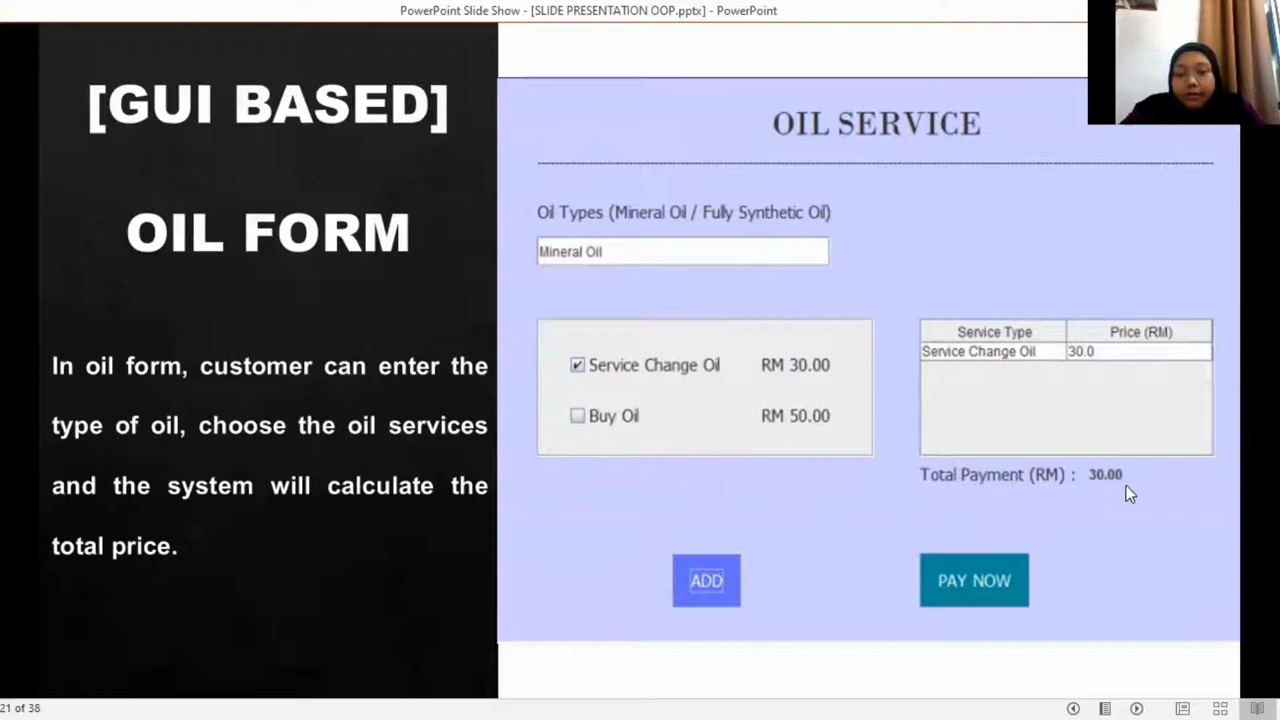 PowerPoint Slide Show - [SLIDE PRESENTATION OOP.pptx] - PowerPoint
[GUI BASED]
OIL FORM
In oil form, customer can enter the
type of oil, choose the oil services
and the system will calculate the
total price.
OIL SERVICE
Oil Types (Mineral Oil / Fully Synthetic Oil)
Mineral Oil
Service Change Oil RM 30.00
Buy Oil RM 50.00
Service Type Price (RM)
Service Change Oil 30.0
Total Payment (RM) : 30.00
ADD
PAY NOW
21 of 38